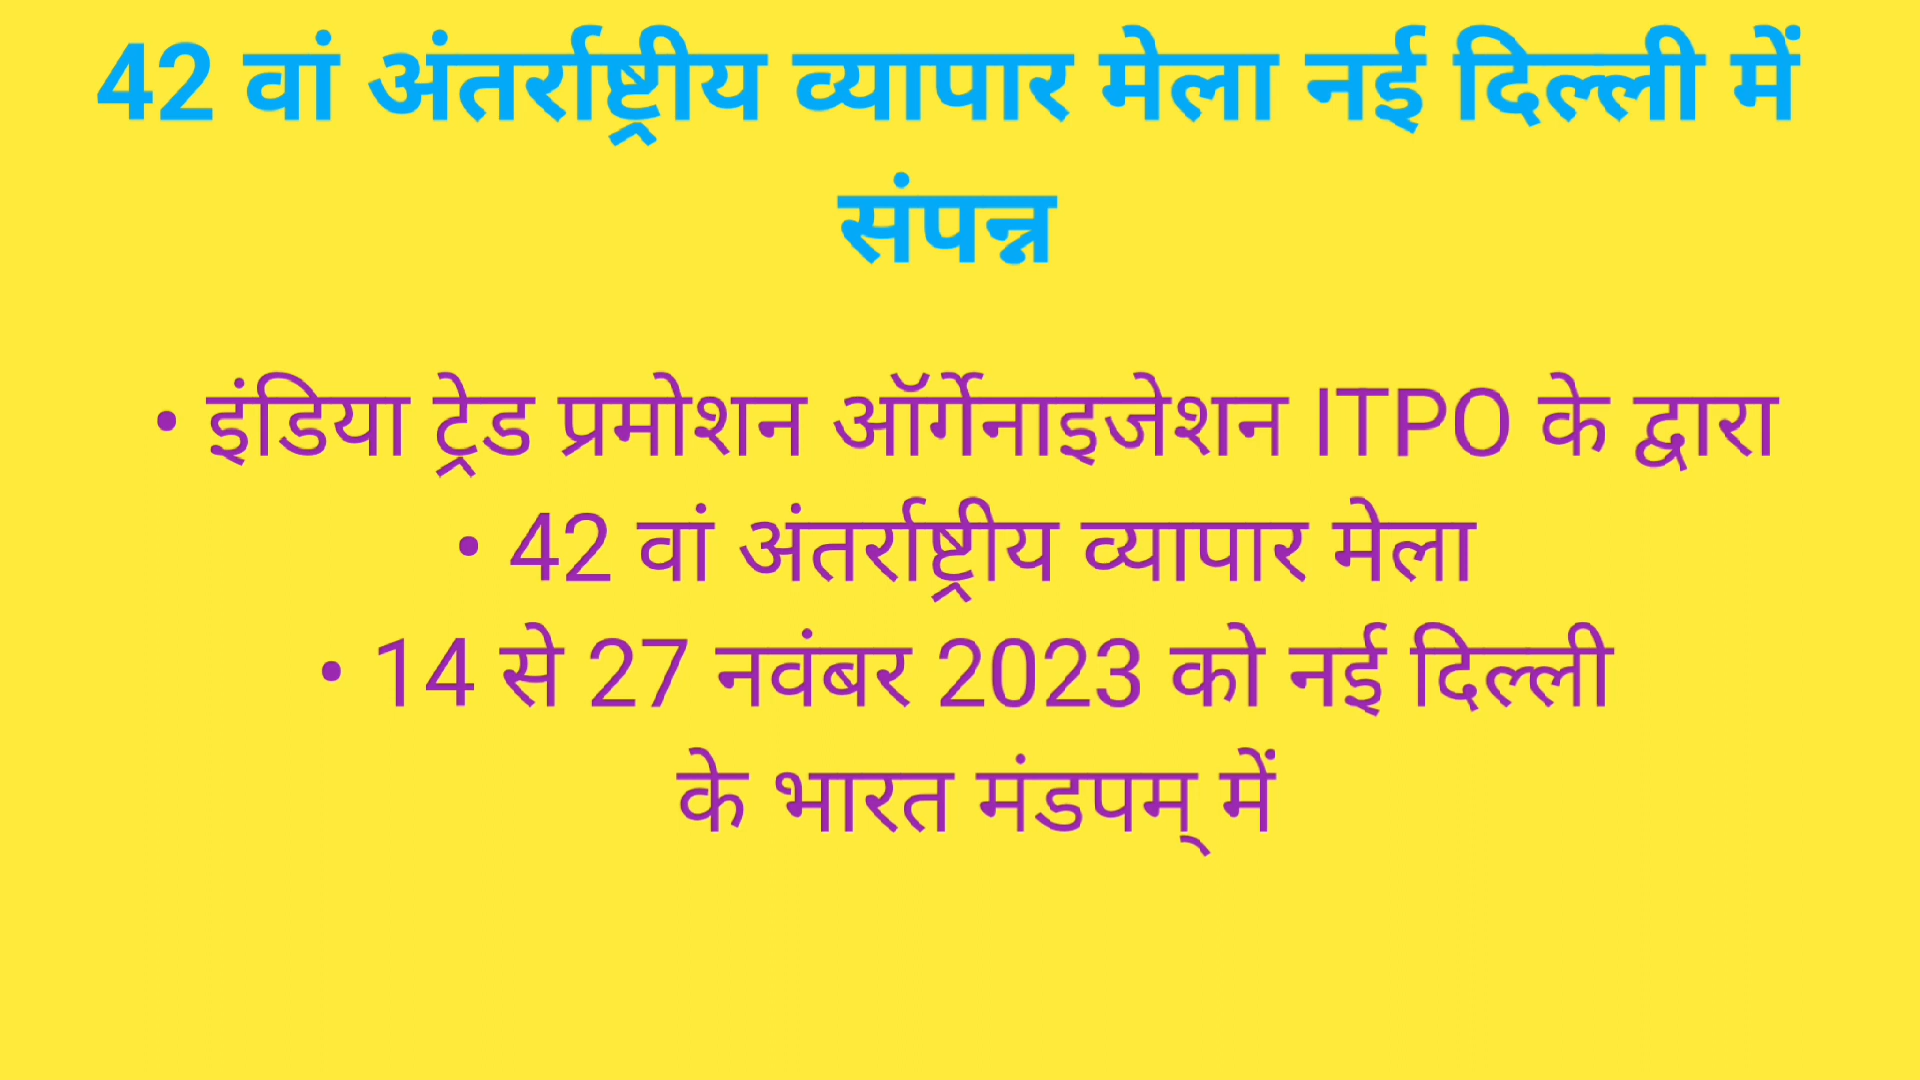 42 वां अंतर्राष्ट्रीय व्यापार मेला नई दिल्ली में
संपन्न
• इंडिया ट्रेड प्रमोशन ऑर्गेनाइजेशन ITPO के द्वारा
• 42 वां अंतर्राष्ट्रीय व्यापार मेला
• 14 से 27 नवंबर 2023 को नई दिल्ली
के भारत मंडपम् में